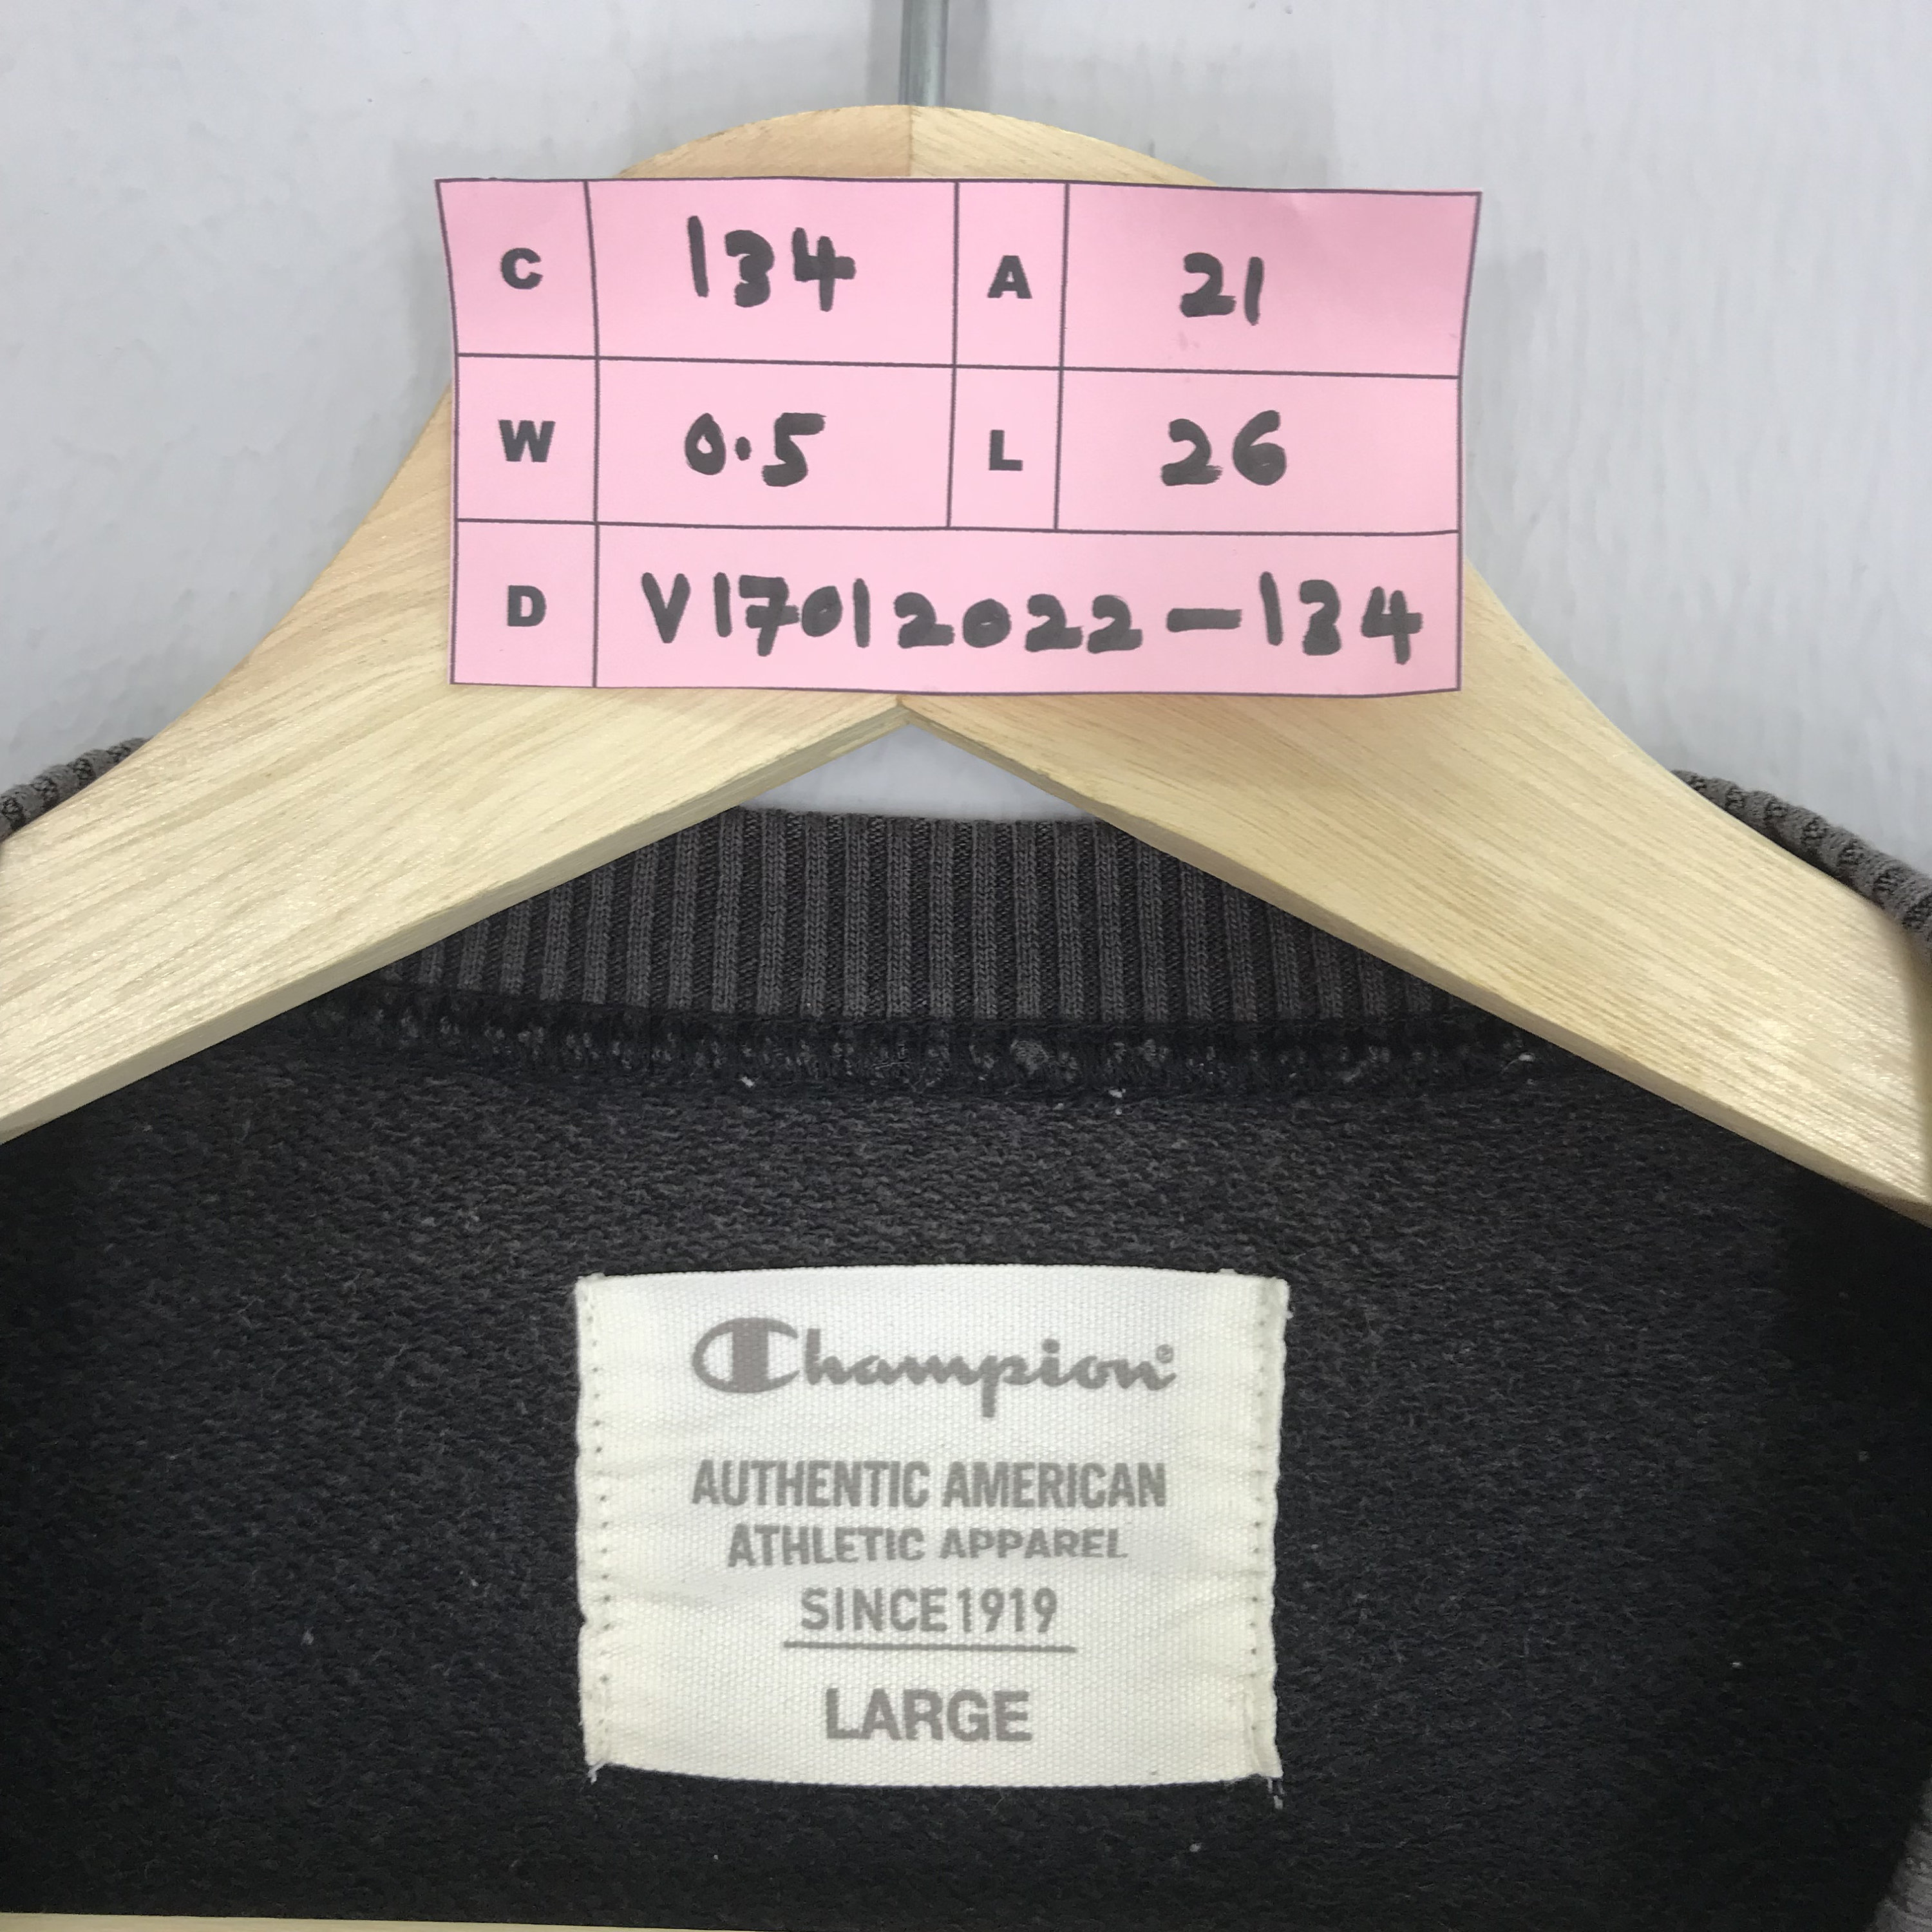 C 134 A 21
W 0.5 L 26
D V17012022-134
Champion®
AUTHENTIC AMERICAN
ATHLETIC APPAREL
SINCE 1919
LARGE